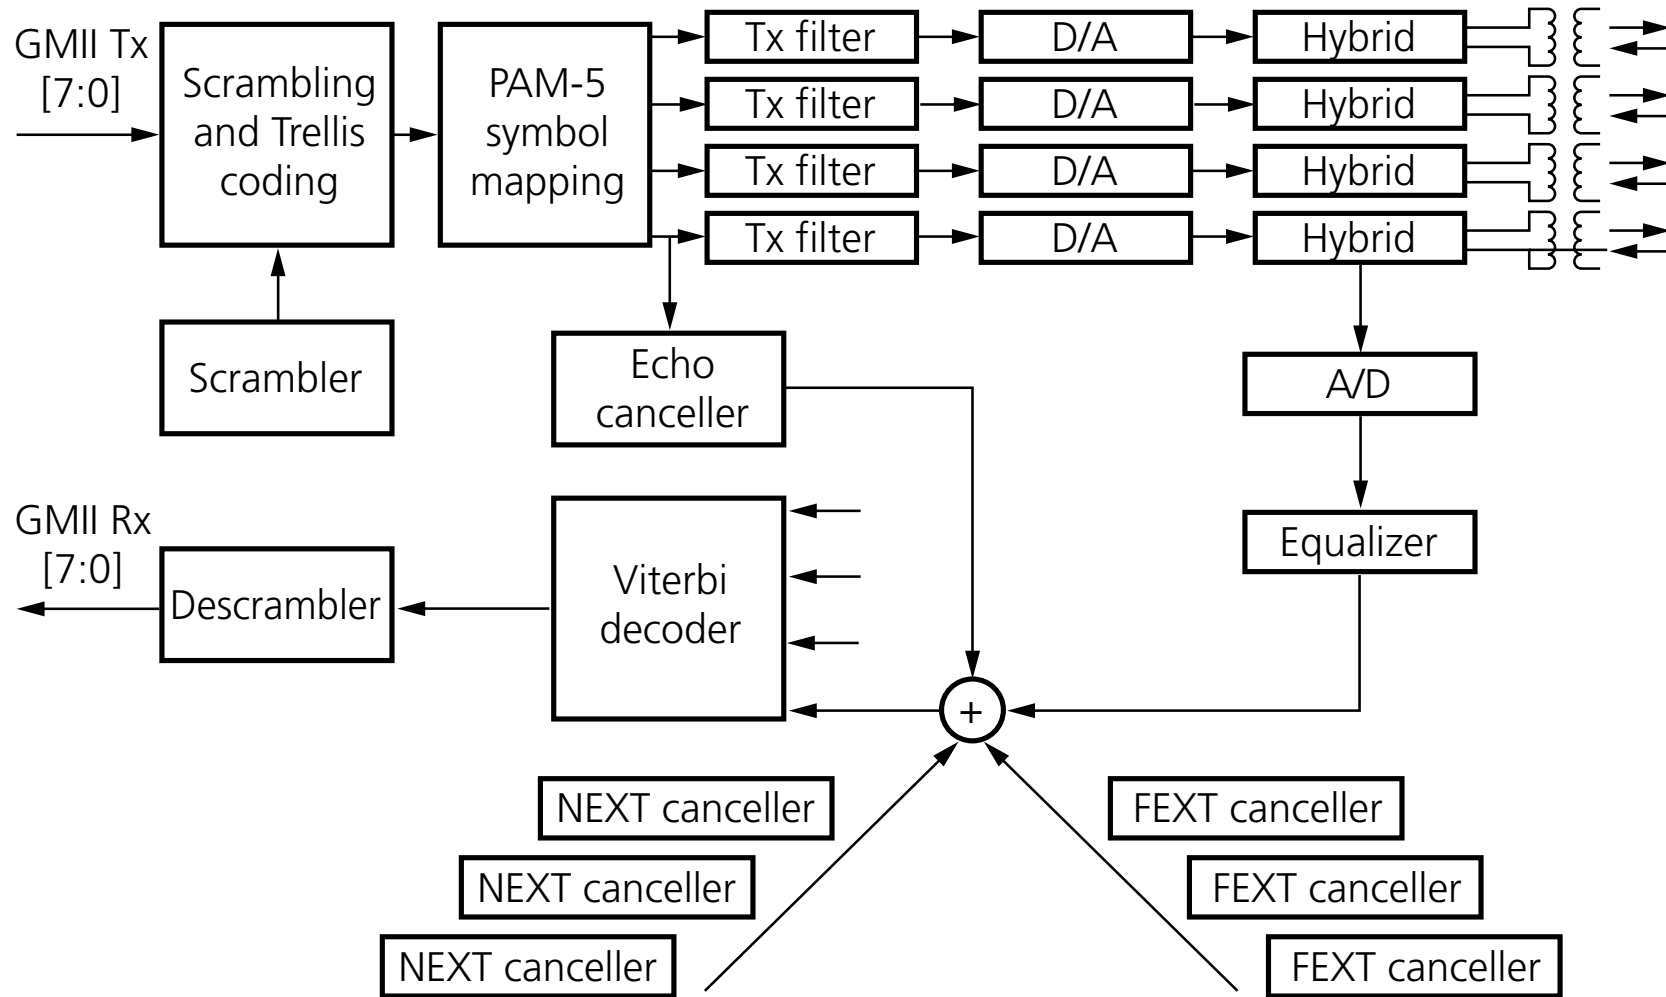 GMII Tx
[7:0]
Scrambling
and Trellis
coding
PAM-5
symbol
mapping
Tx filter
D/A
Hybrid
Tx filter
D/A
Hybrid
Tx filter
D/A
Hybrid
Tx filter
D/A
Hybrid
Scrambler
Echo
canceller
A/D
GMII Rx
[7:0]
Descrambler
Viterbi
decoder
Equalizer
+
NEXT canceller
FEXT canceller
NEXT canceller
FEXT canceller
NEXT canceller
FEXT canceller